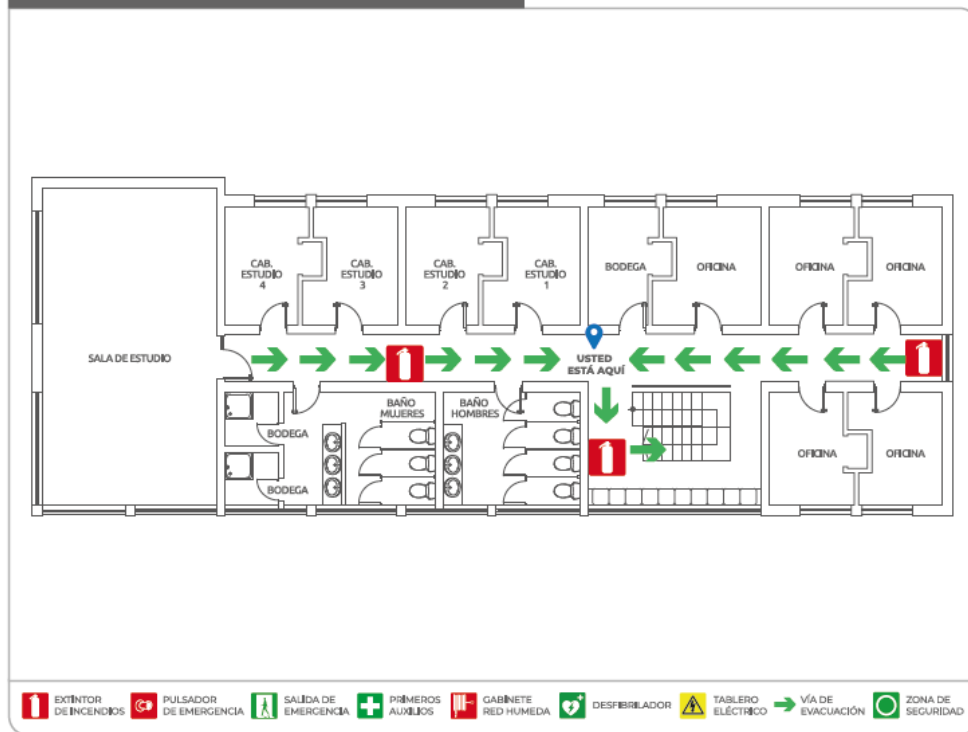 CAB.
ESTUDIO
4
CAB.
ESTUDIO
3
CAB.
ESTUDIO
2
CAB.
ESTUDIO
1
BODEGA
OFICINA
OFICINA
OFICINA
SALA DE ESTUDIO
USTED
ESTÁ AQUÍ
BAÑO
MUJERES
BAÑO
HOMBRES
BODEGA
BODEGA
OFICINA
OFICINA
EXTINTOR
DE INCENDIOS
PULSADOR
DE EMERGENCIA
SALIDA DE
EMERGENCIA
PRIMEROS
AUXILIOS
GABINETE
RED HUMEDA
DESFIBRILADOR
TABLERO
ELÉCTRICO
VÍA DE
EVACUACIÓN
ZONA DE
SEGURIDAD